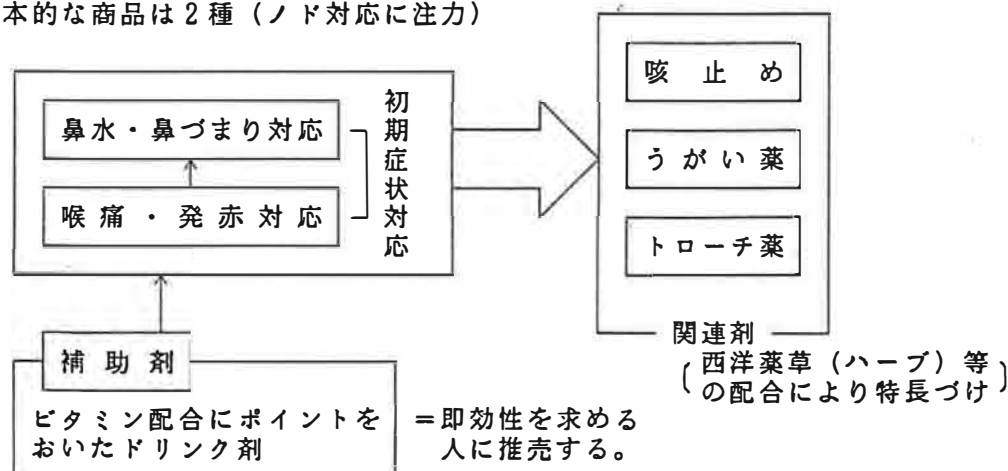 本的な商品は2種（ノド対応に注力）
鼻水・鼻づまり対応
喉痛・発赤対応
初期症状対応
咳止め
うがい薬
トローチ薬
関連剤
（西洋薬草（ハーブ）等
の配合により特長づけ）
補助剤
ビタミン配合にポイントを
おいたドリンク剤
＝即効性を求める
人に推売する。